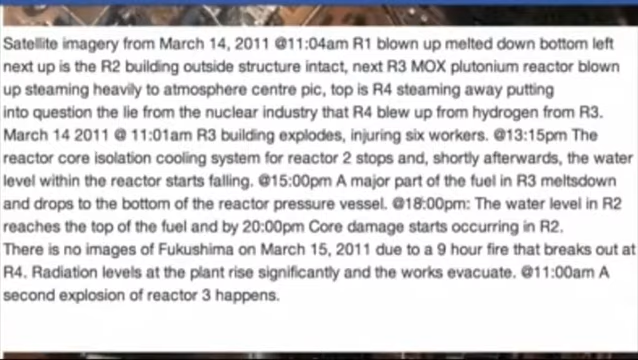 Satellite imagery from March 14, 2011 @11:04am R1 blown up melted down bottom left
next up is the R2 building outside structure intact, next R3 MOX plutonium reactor blown
up steaming heavily to atmosphere centre pic, top is R4 steaming away putting
into question the lie from the nuclear industry that R4 blew up from hydrogen from R3.
March 14 2011 @ 11:01am R3 building explodes, injuring six workers. @13:15pm The
reactor core isolation cooling system for reactor 2 stops and, shortly afterwards, the water
level within the reactor starts falling. @15:00pm A major part of the fuel in R3 meltsdown
and drops to the bottom of the reactor pressure vessel. @18:00pm: The water level in R2
reaches the top of the fuel and by 20:00pm Core damage starts occurring in R2.
There is no images of Fukushima on March 15, 2011 due to a 9 hour fire that breaks out at
R4. Radiation levels at the plant rise significantly and the works evacuate. @11:00am A
second explosion of reactor 3 happens.